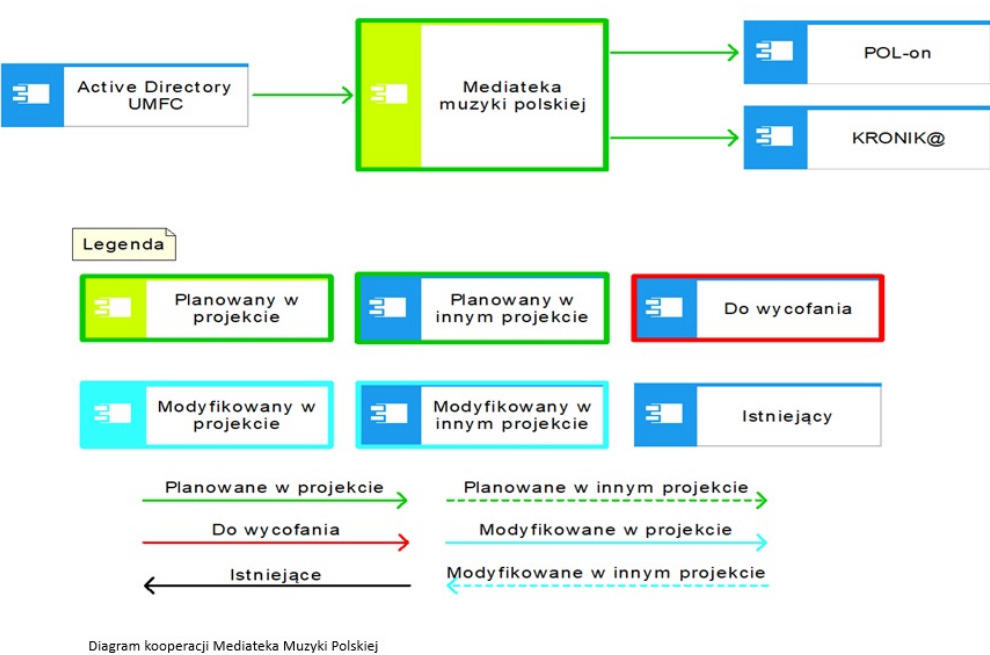 Active Directory
UMFC
Mediateka
muzyki polskiej
POL-on
KRONIK@
Legenda
Planowany w
projekcie
Planowany w
innym projekcie
Do wycofania
Modyfikowany w
projekcie
Modyfikowany w
innym projekcie
Istniejący
Planowane w projekcie
Planowane w innym projekcie
Do wycofania
Modyfikowane w projekcie
Istniejące
Modyfikowane w innym projekcie
Diagram kooperacji Mediateka Muzyki Polskiej